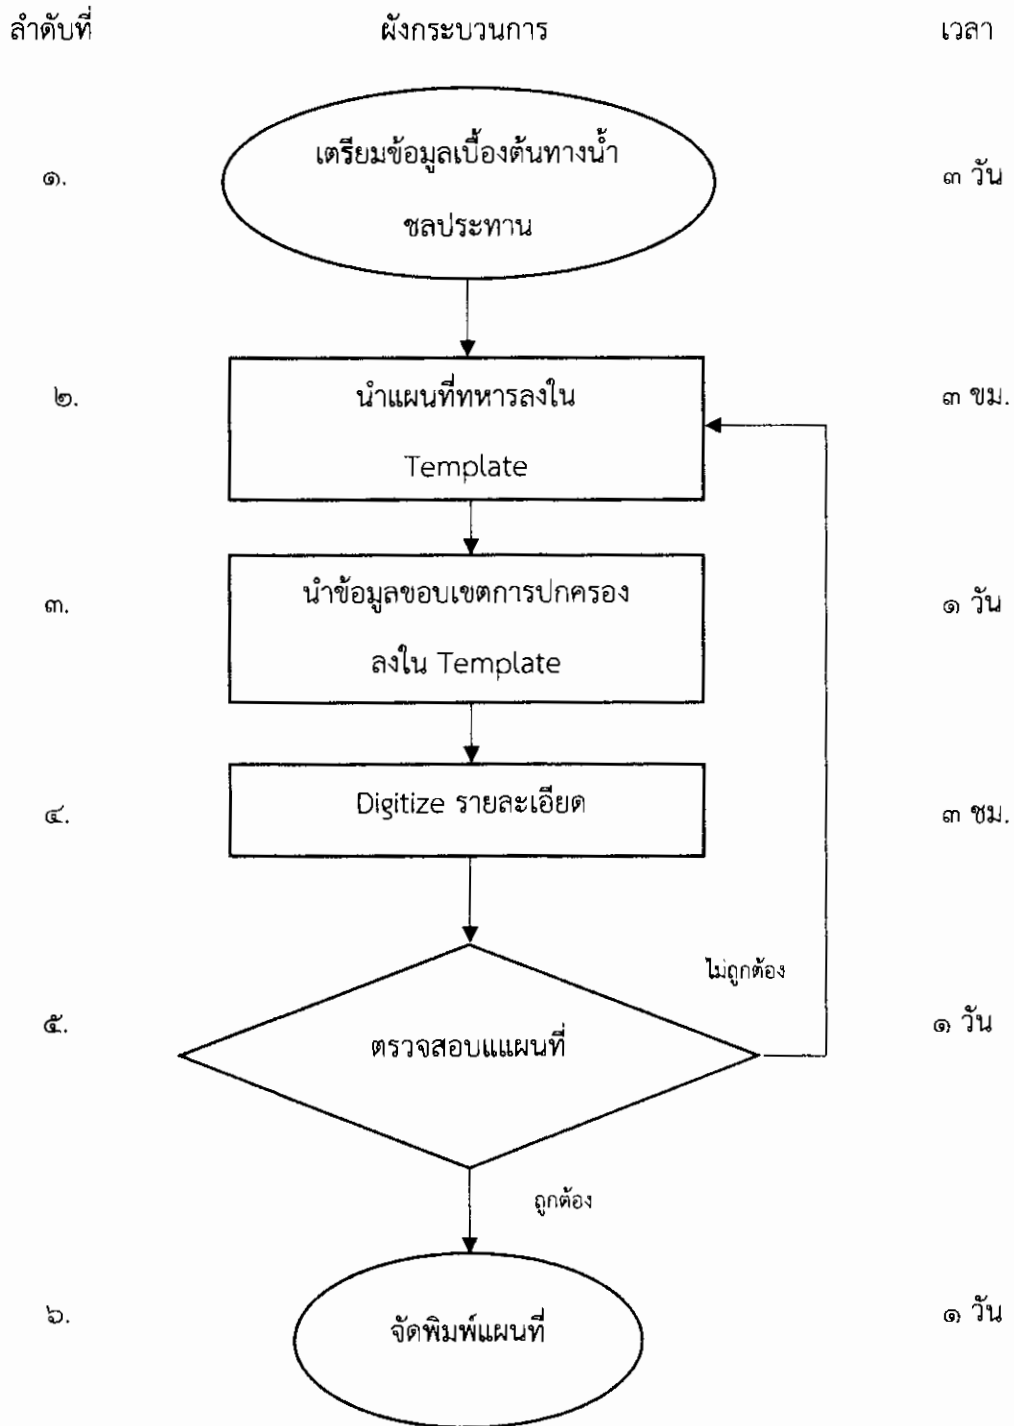 ลำดับที่ ผังกระบวนการ เวลา
เตรียมข้อมูลเบื้องต้นทางน้ำ
๑. ๓ วัน
ชลประทาน
๒. นำแผนที่ทหารลงใน ๓ ชม.
Template
นำข้อมูลขอบเขตการปกครอง
๓. ๑ วัน
ลงใน Template
๔. Digitize รายละเอียด ๓ ชม.
ไม่ถูกต้อง
๕. ๑ วัน
ตรวจสอบแแผนที่
ถูกต้อง
๖. ๑ วัน
จัดพิมพ์แผนที่